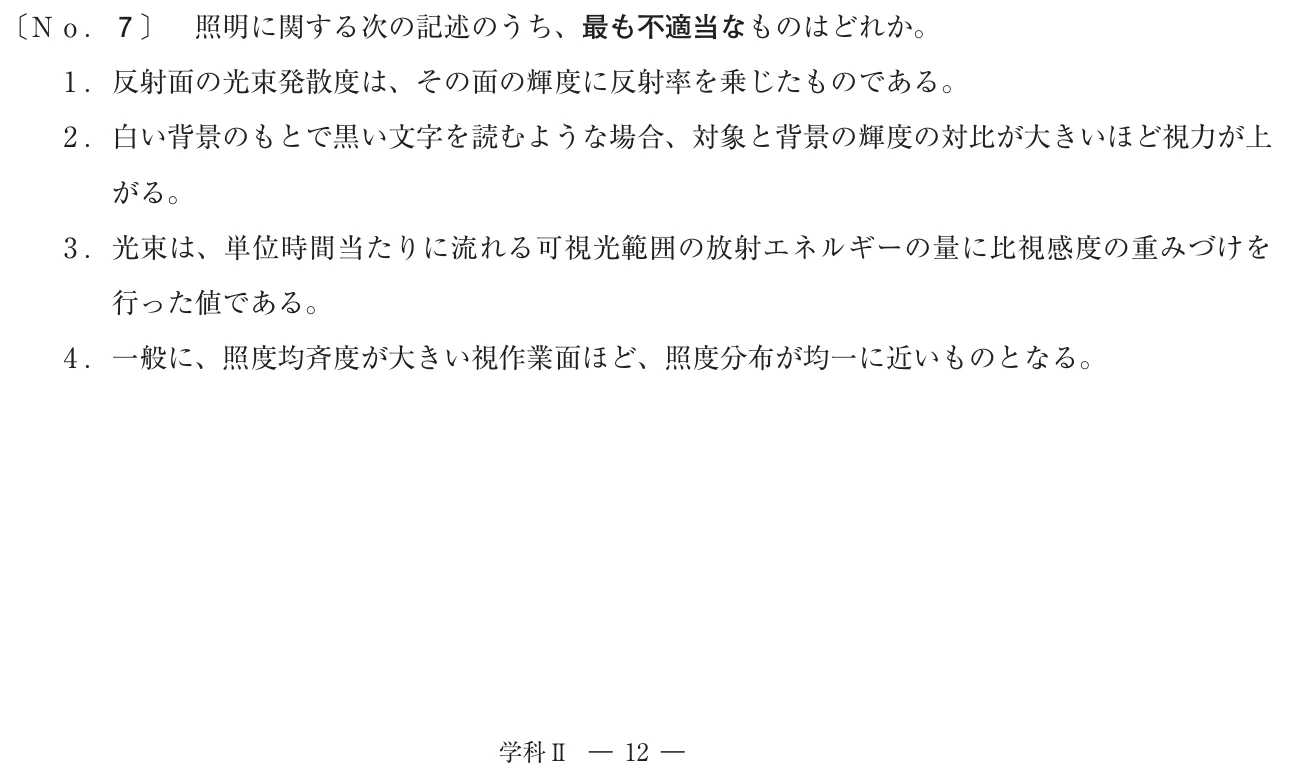 〔Ｎｏ．７〕　照明に関する次の記述のうち、最も不適当なものはどれか。
１．反射面の光束発散度は、その面の輝度に反射率を乗じたものである。
２．白い背景のもとで黒い文字を読むような場合、対象と背景の輝度の対比が大きいほど視力が上
がる。
３．光束は、単位時間当たりに流れる可視光範囲の放射エネルギーの量に比視感度の重みづけを
行った値である。
４．一般に、照度均斉度が大きい視作業面ほど、照度分布が均一に近いものとなる。
学科Ⅱ ― 12 ―